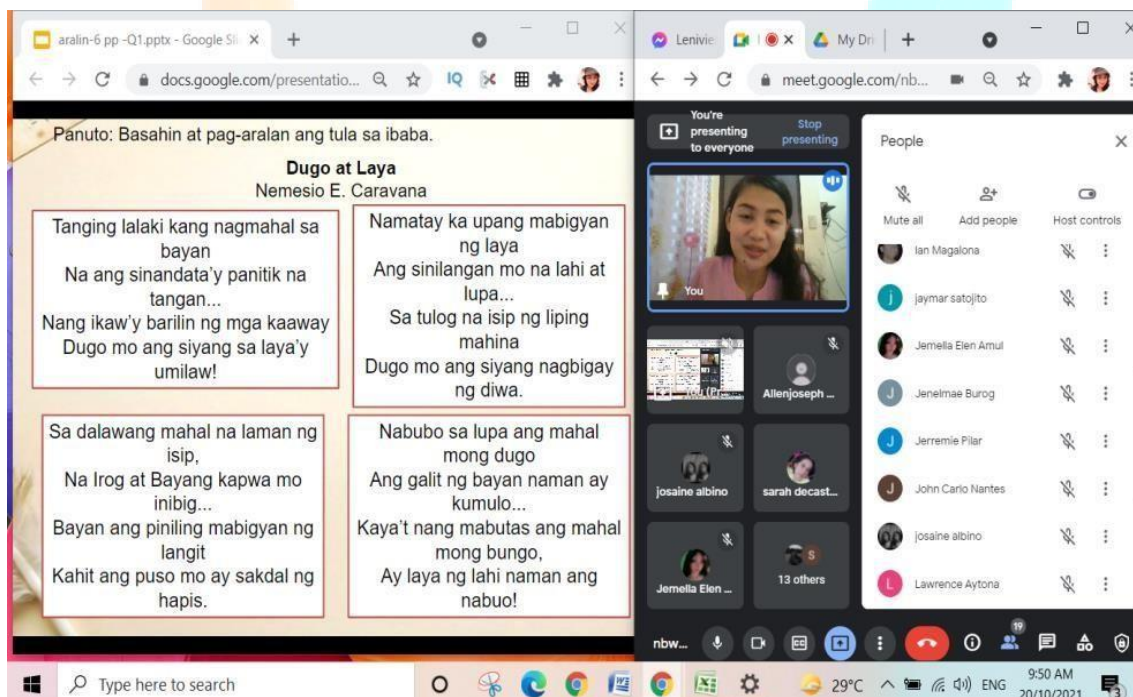 aralin-6 pp -Q1.pptx - Google Sli
docs.google.com/presentatio...
IQ
Panuto: Basahin at pag-aralan ang tula sa ibaba.
Dugo at Laya
Nemesio E. Caravana
Tanging lalaki kang nagmahal sa
bayan
Na ang sinandata'y panitik na
tangan...
Nang ikaw'y barilin ng mga kaaway
Dugo mo ang siyang sa laya'y
umilaw!
Namatay ka upang mabigyan
ng laya
Ang sinilangan mo na lahi at
lupa...
Sa tulog na isip ng liping
mahina
Dugo mo ang siyang nagbigay
ng diwa.
Sa dalawang mahal na laman ng
isip,
Na Irog at Bayang kapwa mo
inibig...
Bayan ang piniling mabigyan ng
langit
Kahit ang puso mo ay sakdal ng
hapis.
Nabubo sa lupa ang mahal
mong dugo
Ang galit ng bayan naman ay
kumulo...
Kaya't nang mabutas ang mahal
mong bungo,
Ay laya ng lahi naman ang
nabuo!
Lenivie
My Dri
meet.google.com/nb...
You're
presenting
to everyone
Stop
presenting
You
Allenjoseph ...
josaine albino
sarah decast...
Jemella Elen ...
S
13 others
People
Mute all
Add people
Host controls
Ian Magalona
j
jaymar satojito
Jemella Elen Amul
J
Jenelmae Burog
J
Jerremie Pilar
J
John Carlo Nantes
josaine albino
L
Lawrence Aytona
nbw...
19
Type here to search
29°C
ENG
9:50 AM
20/10/2021
3